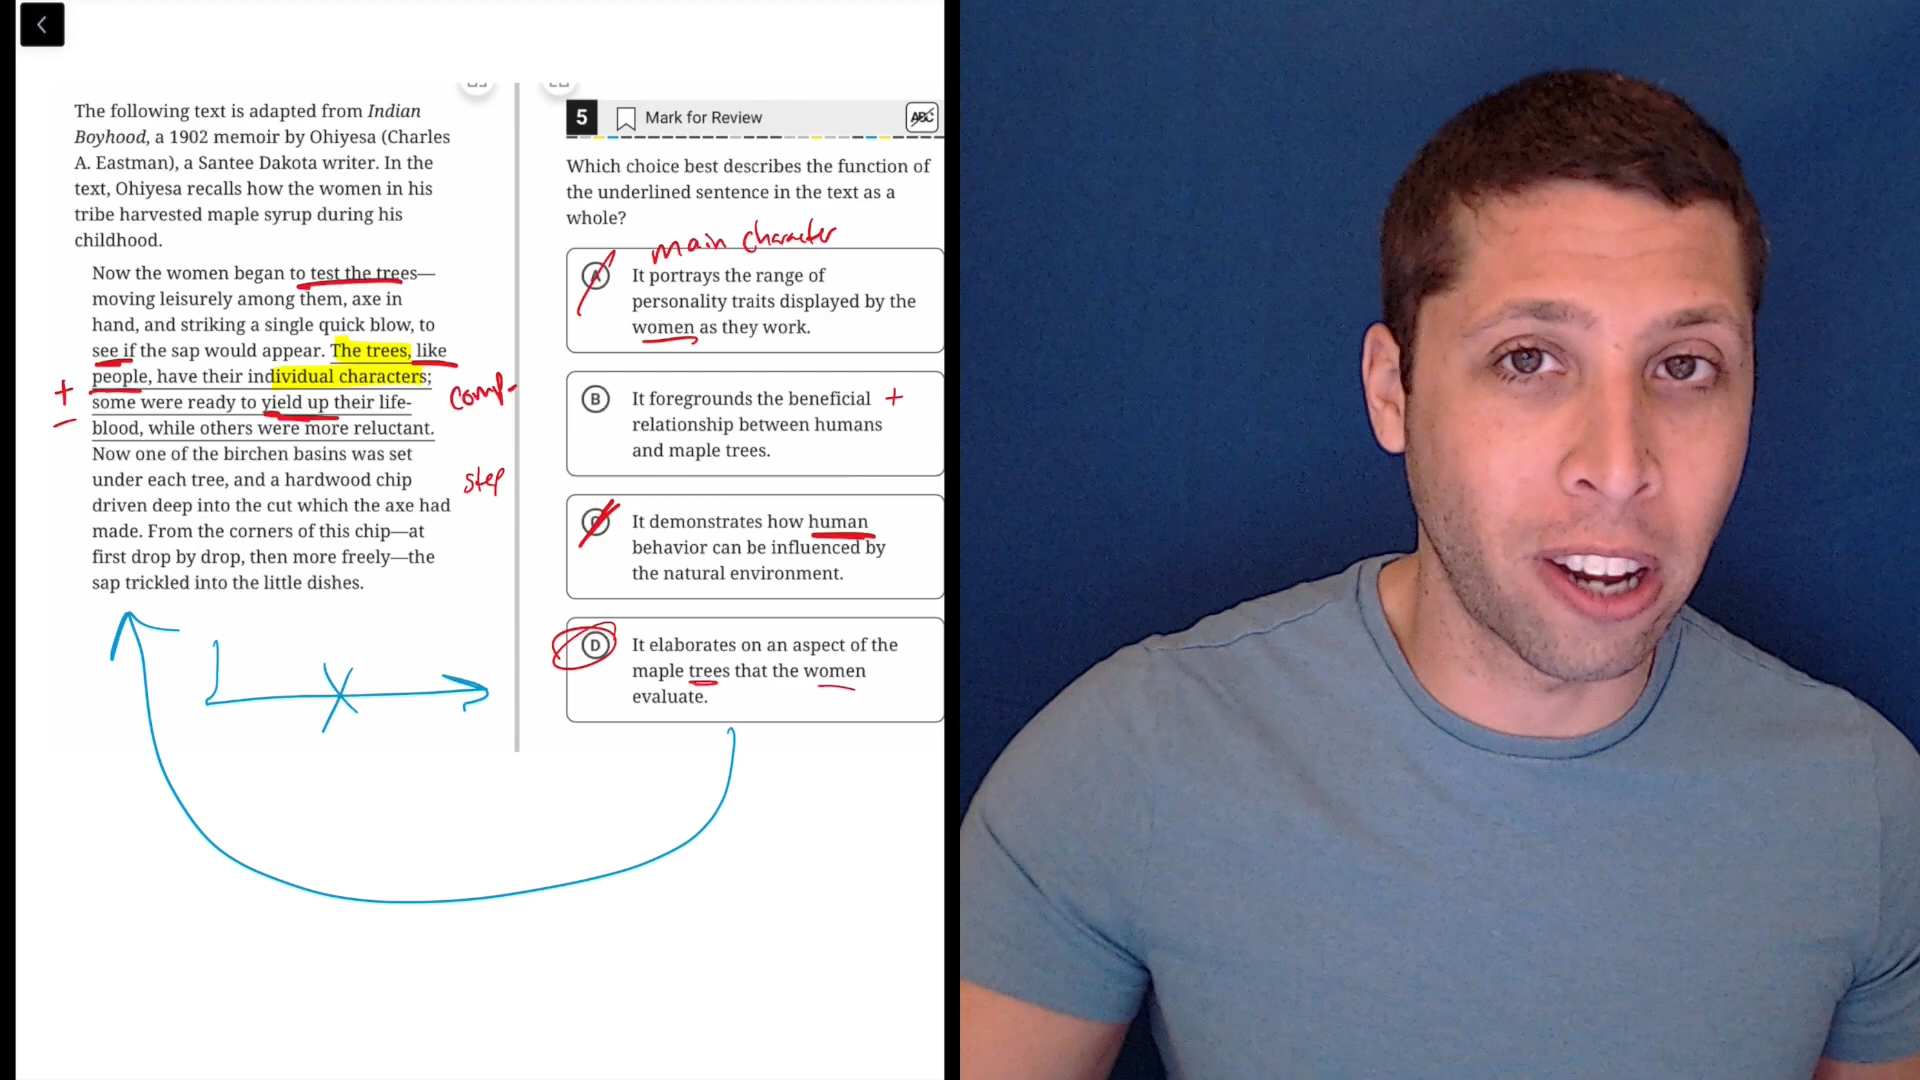 The following text is adapted from Indian
Boyhood, a 1902 memoir by Ohiyesa (Charles
A. Eastman), a Santee Dakota writer. In the
text, Ohiyesa recalls how the women in his
tribe harvested maple syrup during his
childhood.
Now the women began to test the trees—
moving leisurely among them, axe in
hand, and striking a single quick blow, to
see if the sap would appear. The trees, like
people, have their individual characters;
some were ready to yield up their life-
blood, while others were more reluctant.
Now one of the birchen basins was set
under each tree, and a hardwood chip
driven deep into the cut which the axe had
made. From the corners of this chip—at
first drop by drop, then more freely—the
sap trickled into the little dishes.
+
−
comp-
step
5 Mark for Review ABC
Which choice best describes the function of
the underlined sentence in the text as a
whole?
main character
A It portrays the range of
personality traits displayed by the
women as they work.
B It foregrounds the beneficial +
relationship between humans
and maple trees.
C It demonstrates how human
behavior can be influenced by
the natural environment.
D It elaborates on an aspect of the
maple trees that the women
evaluate.